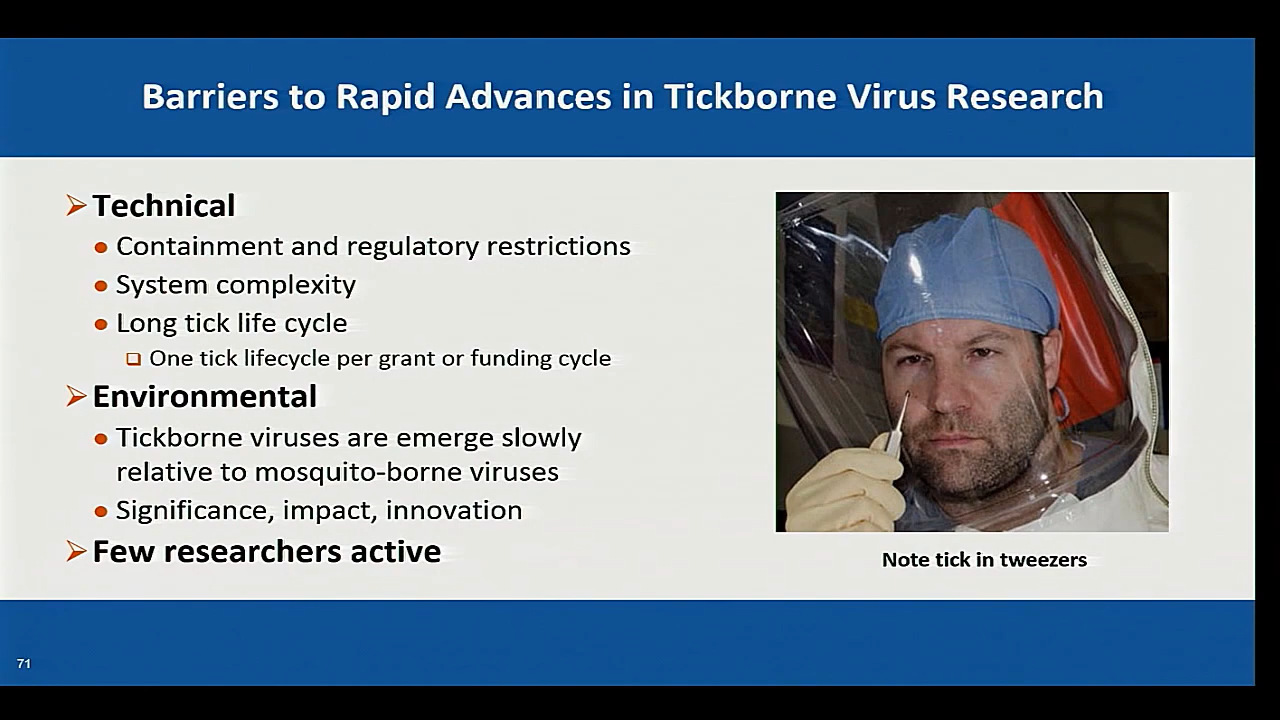 Barriers to Rapid Advances in Tickborne Virus Research
Technical
Containment and regulatory restrictions
System complexity
Long tick life cycle
One tick lifecycle per grant or funding cycle
Environmental
Tickborne viruses are emerge slowly
relative to mosquito-borne viruses
Significance, impact, innovation
Few researchers active
Note tick in tweezers
71